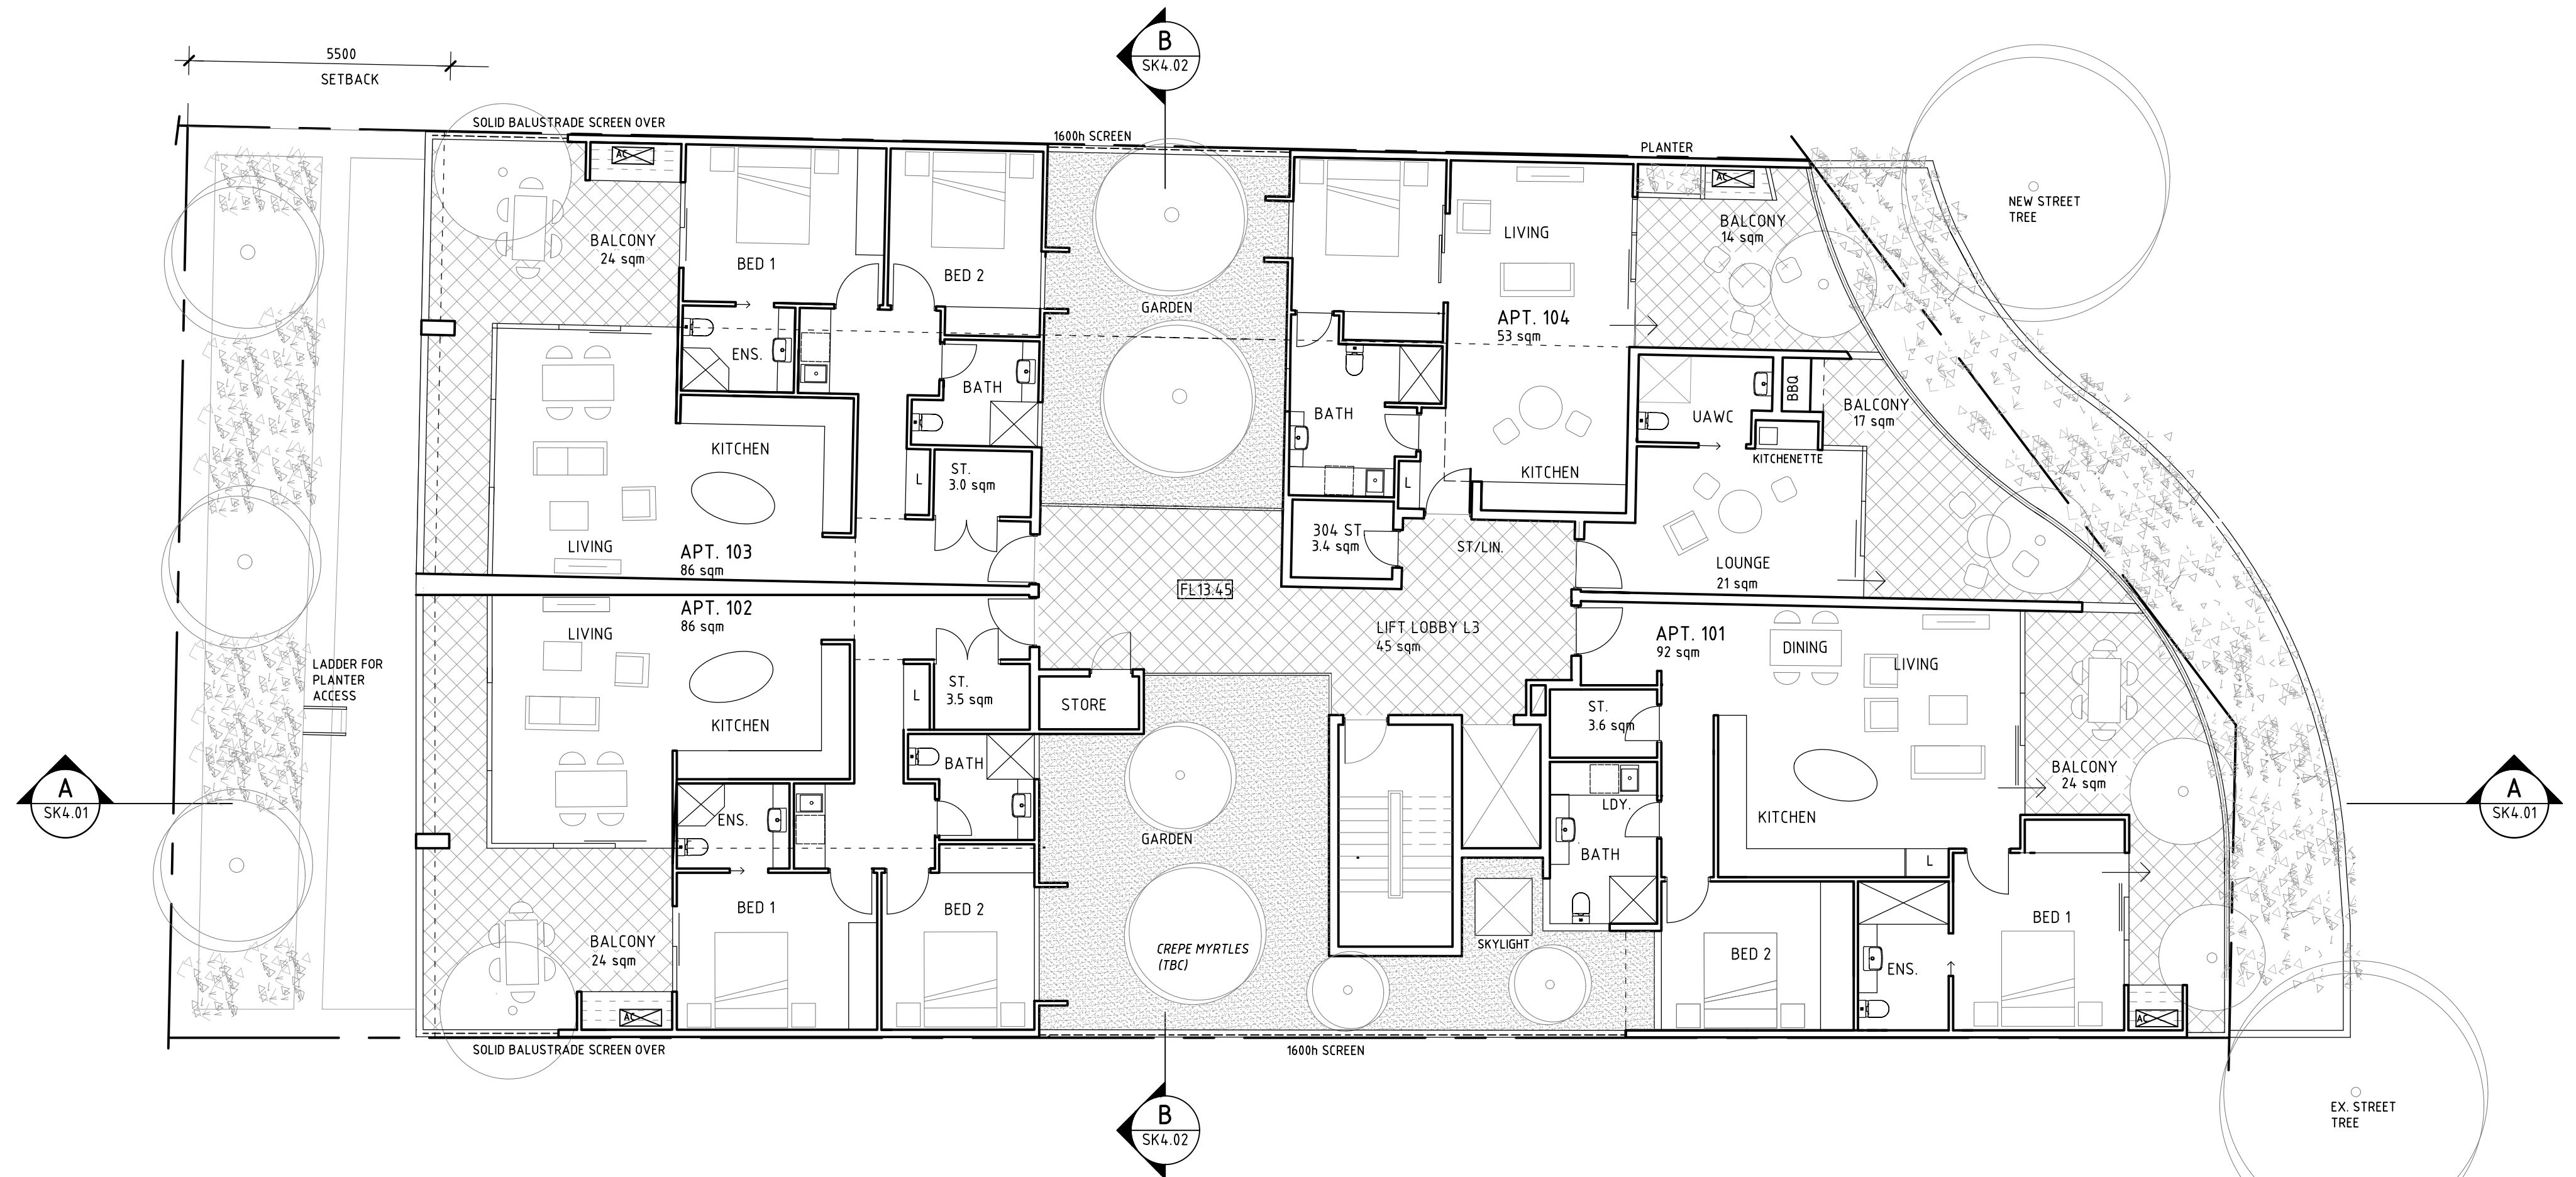 B
SK4.02
5500
SETBACK
SOLID BALUSTRADE SCREEN OVER
1600h SCREEN
PLANTER
AC
AC
NEW STREET
TREE
BALCONY
24 sqm
BED 1
BED 2
GARDEN
LIVING
APT. 104
53 sqm
BALCONY
14 sqm
ENS.
BATH
BATH
KITCHEN
UAWC
BBQ
BALCONY
17 sqm
KITCHENETTE
KITCHEN
L
ST.
3.0 sqm
L
304 ST
3.4 sqm
ST/LIN.
LIVING
APT. 103
86 sqm
LOUNGE
21 sqm
FL13.45
APT. 102
86 sqm
LIVING
LIFT LOBBY L3
45 sqm
APT. 101
92 sqm
DINING
LIVING
LADDER FOR
PLANTER
ACCESS
KITCHEN
L
ST.
3.5 sqm
STORE
ST.
3.6 sqm
BATH
LDY.
BALCONY
24 sqm
A
SK4.01
A
SK4.01
ENS.
GARDEN
BATH
KITCHEN
L
BED 1
BED 2
BED 1
BALCONY
24 sqm
CREPE MYRTLES
(TBC)
SKYLIGHT
BED 2
ENS.
AC
AC
SOLID BALUSTRADE SCREEN OVER
1600h SCREEN
B
SK4.02
EX. STREET
TREE